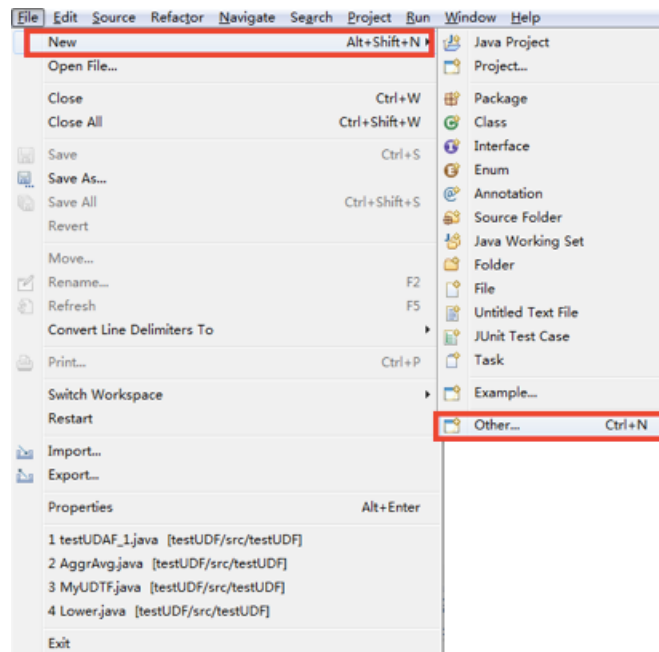 File Edit Source Refactor Navigate Search Project Run Window Help
New Alt+Shift+N
Open File...
Close Ctrl+W
Close All Ctrl+Shift+W
Save Ctrl+S
Save As...
Save All Ctrl+Shift+S
Revert
Move...
Rename... F2
Refresh F5
Convert Line Delimiters To
Print... Ctrl+P
Switch Workspace
Restart
Import...
Export...
Properties Alt+Enter
1 testUDAF_1.java [testUDF/src/testUDF]
2 AggrAvg.java [testUDF/src/testUDF]
3 MyUDTF.java [testUDF/src/testUDF]
4 Lower.java [testUDF/src/testUDF]
Exit
Java Project
Project...
Package
Class
Interface
Enum
Annotation
Source Folder
Java Working Set
Folder
File
Untitled Text File
JUnit Test Case
Task
Example...
Other... Ctrl+N